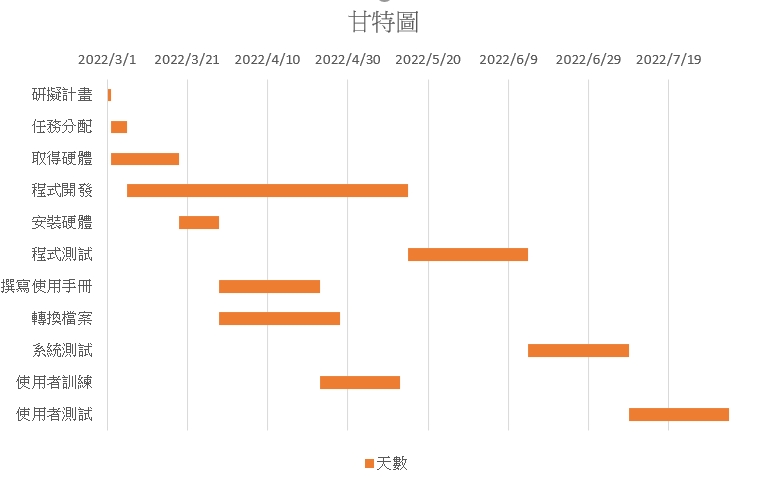 甘特圖
2022/3/1 2022/3/21 2022/4/10 2022/4/30 2022/5/20 2022/6/9 2022/6/29 2022/7/19
研擬計畫
任務分配
取得硬體
程式開發
安裝硬體
程式測試
撰寫使用手冊
轉換檔案
系統測試
使用者訓練
使用者測試
天數